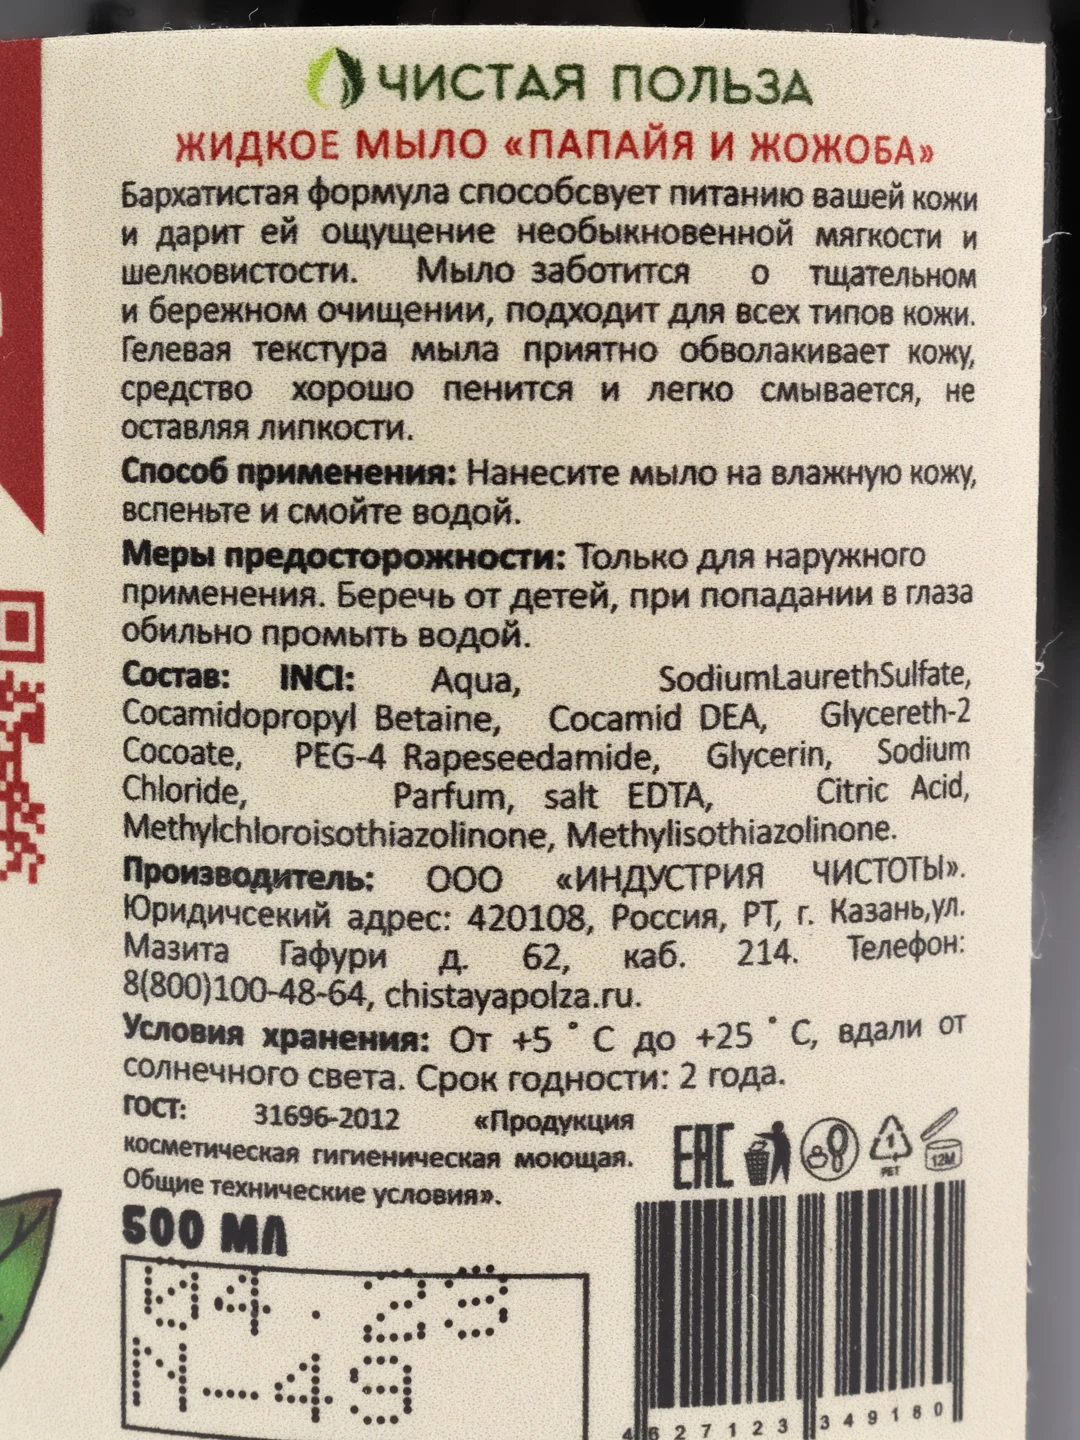 ЧИСТАЯ ПОЛЬЗА
ЖИДКОЕ МЫЛО «ПАПАЙЯ И ЖОЖОБА»
Бархатистая формула способсвует питанию вашей кожи
и дарит ей ощущение необыкновенной мягкости и
шелковистости. Мыло заботится о тщательном
и бережном очищении, подходит для всех типов кожи.
Гелевая текстура мыла приятно обволакивает кожу,
средство хорошо пенится и легко смывается, не
оставляя липкости.
Способ применения: Нанесите мыло на влажную кожу,
вспеньте и смойте водой.
Меры предосторожности: Только для наружного
применения. Беречь от детей, при попадании в глаза
обильно промыть водой.
Состав: INCI: Aqua, SodiumLaurethSulfate,
Cocamidopropyl Betaine, Cocamid DEA, Glycereth-2
Cocoate, PEG-4 Rapeseedamide, Glycerin, Sodium
Chloride, Parfum, salt EDTA, Citric Acid,
Methylchloroisothiazolinone, Methylisothiazolinone.
Производитель: ООО «ИНДУСТРИЯ ЧИСТОТЫ».
Юридичсекий адрес: 420108, Россия, РТ, г. Казань,ул.
Мазита Гафури д. 62, каб. 214. Телефон:
8(800)100-48-64, chistayapolza.ru.
Условия хранения: От +5 ˚ С до +25 ˚ С, вдали от
солнечного света. Срок годности: 2 года.
ГОСТ: 31696-2012 «Продукция
косметическая гигиеническая моющая.
Общие технические условия».
EAC
1
PET
12M
500 МЛ
04.23
N-49
4 627123 349180